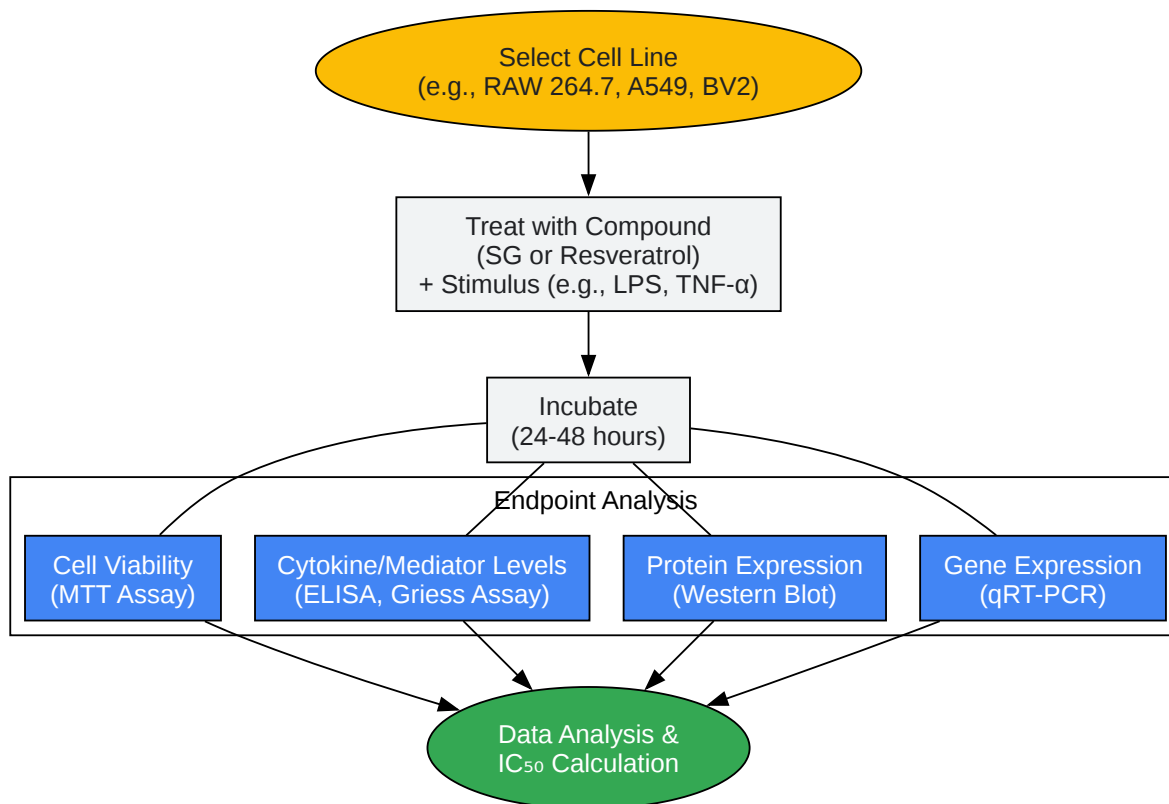 Select Cell Line
(e.g., RAW 264.7, A549, BV2)
Treat with Compound
(SG or Resveratrol)
+ Stimulus (e.g., LPS, TNF-α)
Incubate
(24-48 hours)
Endpoint Analysis
Cell Viability
(MTT Assay)
Cytokine/Mediator Levels
(ELISA, Griess Assay)
Protein Expression
(Western Blot)
Gene Expression
(qRT-PCR)
Data Analysis &
IC₅₀ Calculation